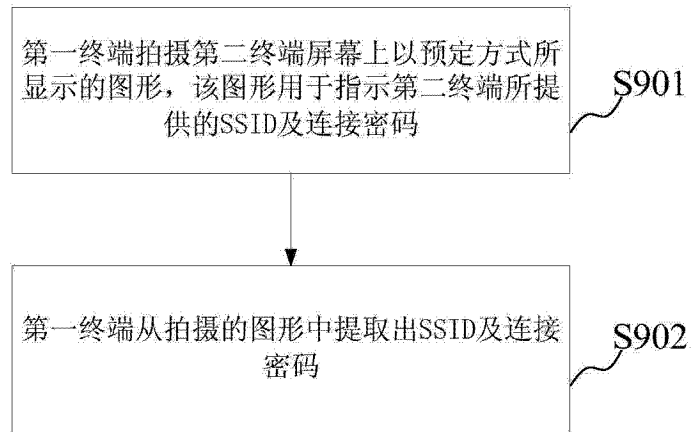 第一终端拍摄第二终端屏幕上以预定方式所
显示的图形，该图形用于指示第二终端所提
供的SSID及连接密码
S901
第一终端从拍摄的图形中提取出SSID及连接
密码
S902